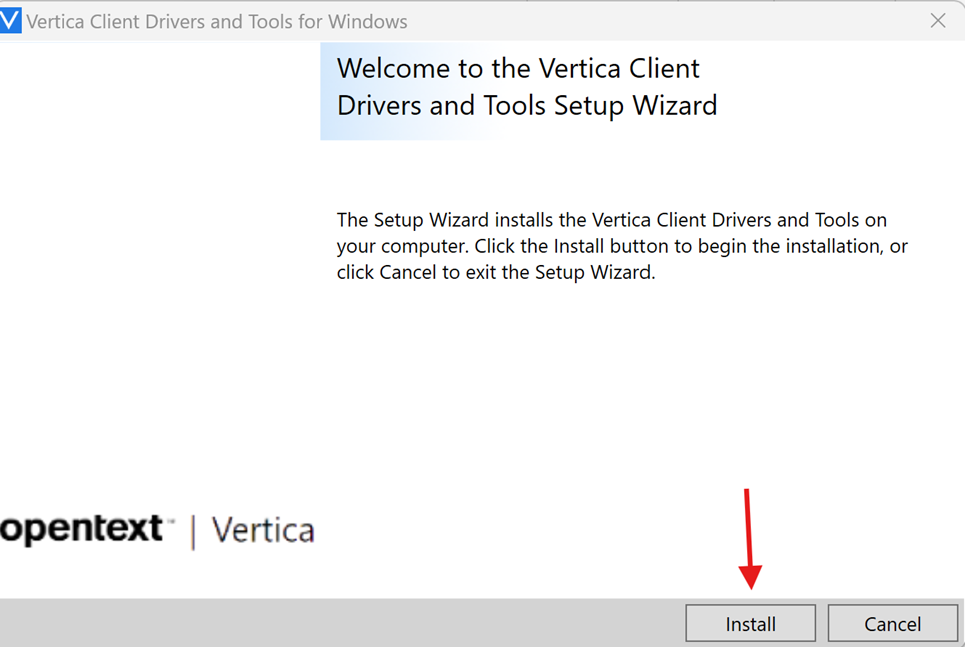 Vertica Client Drivers and Tools for Windows
Welcome to the Vertica Client
Drivers and Tools Setup Wizard
The Setup Wizard installs the Vertica Client Drivers and Tools on
your computer. Click the Install button to begin the installation, or
click Cancel to exit the Setup Wizard.
opentext™ | Vertica
Install Cancel